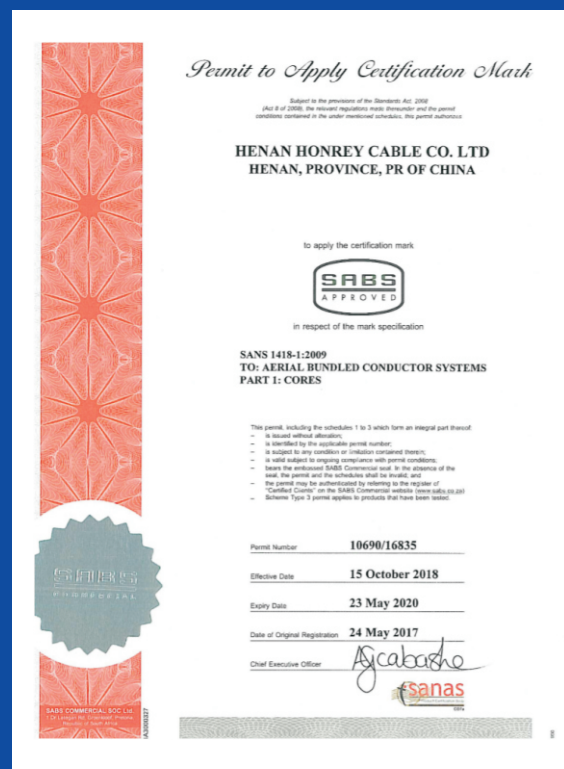 Permit to Apply Certification Mark
Subject to the provisions of the Standards Act, 2008
(Act 8 of 2008), the relevant regulations made thereunder and the permit
conditions contained in the under mentioned schedules, this permit authorizes
HENAN HONREY CABLE CO. LTD
HENAN, PROVINCE, PR OF CHINA
to apply the certification mark
SABS
APPROVED
in respect of the mark specification
SANS 1418-1:2009
TO: AERIAL BUNDLED CONDUCTOR SYSTEMS
PART 1: CORES
This permit, including the schedules 1 to 3 which form an integral part thereof:
– is issued without alteration;
– is identified by the applicable permit number;
– is subject to any condition or limitation contained therein;
– is valid subject to ongoing compliance with permit conditions;
– bears the embossed SABS Commercial seal. In the absence of the
seal, the permit and the schedules shall be invalid; and
– the permit may be authenticated by referring to the register of
"Certified Clients" on the SABS Commercial website (www.sabs.co.za)
– Scheme Type 3 permit applies to products that have been tested.
Permit Number 10690/16835
Effective Date 15 October 2018
Expiry Date 23 May 2020
Date of Original Registration 24 May 2017
Chief Executive Officer
sanas
SABS
COMMERCIAL
SABS COMMERCIAL SOC Ltd.
Republic of South Africa